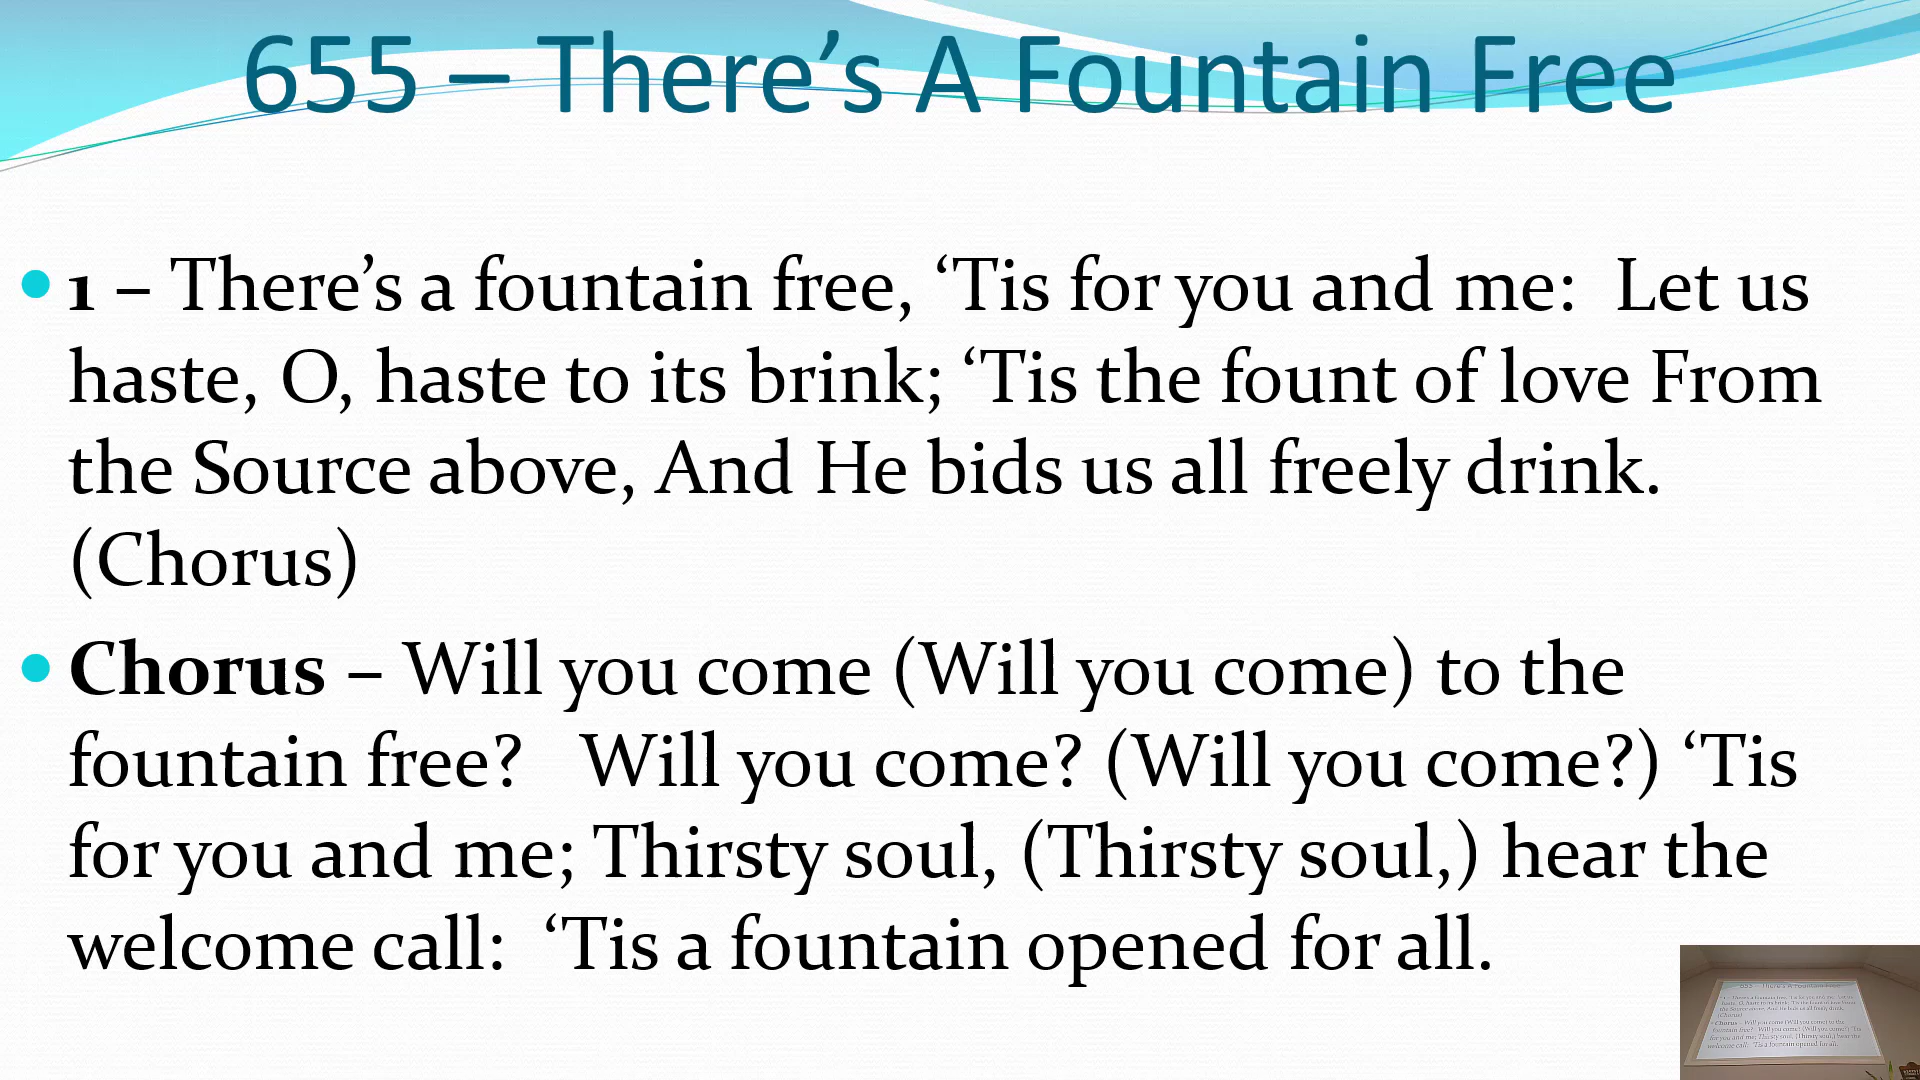 655 – There’s A Fountain Free
• 1 – There’s a fountain free, ‘Tis for you and me:  Let us
haste, O, haste to its brink; ‘Tis the fount of love From
the Source above, And He bids us all freely drink.
(Chorus)
• Chorus – Will you come (Will you come) to the
fountain free?   Will you come? (Will you come?) ‘Tis
for you and me; Thirsty soul, (Thirsty soul,) hear the
welcome call:  ‘Tis a fountain opened for all.